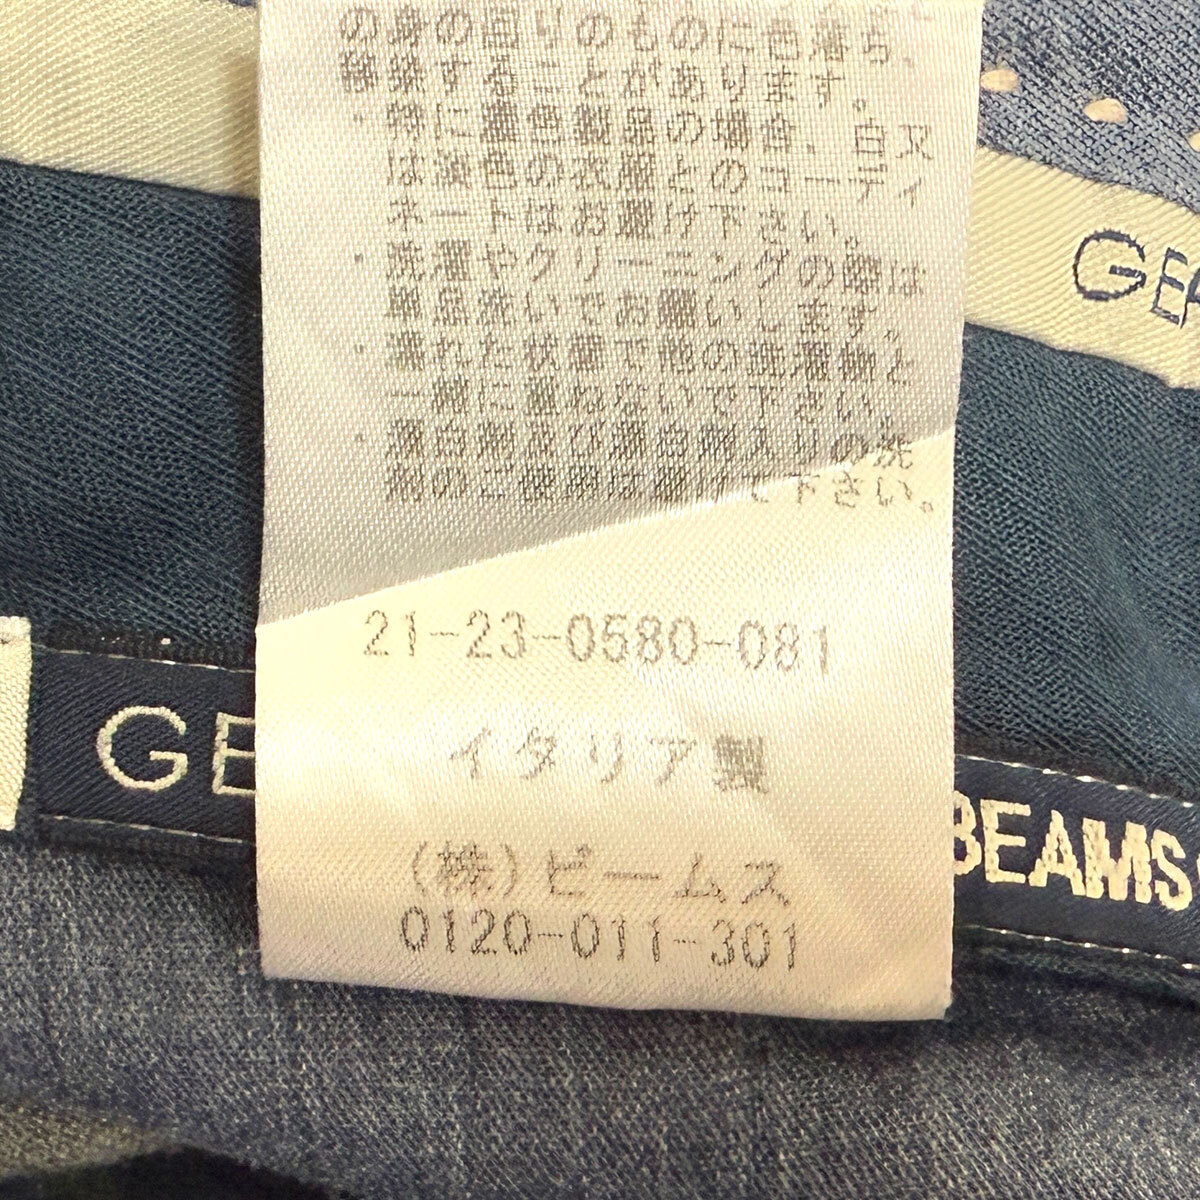 の身の回りのものに色落ち、
移染することがあります。
・特に濃色製品の場合、白又
は淡色の衣服とのコーディ
ネートはお避け下さい。
・洗濯やクリーニングの際は
単品洗いでお願いします。
・濡れた状態で他の洗濯物と
一緒に重ねないで下さい。
・漂白剤及び漂白剤入りの洗
剤のご使用は避けて下さい。
GE
21-23-0580-081
イタリア製
GE
BEAMS
(株)ビームス
0120-011-301